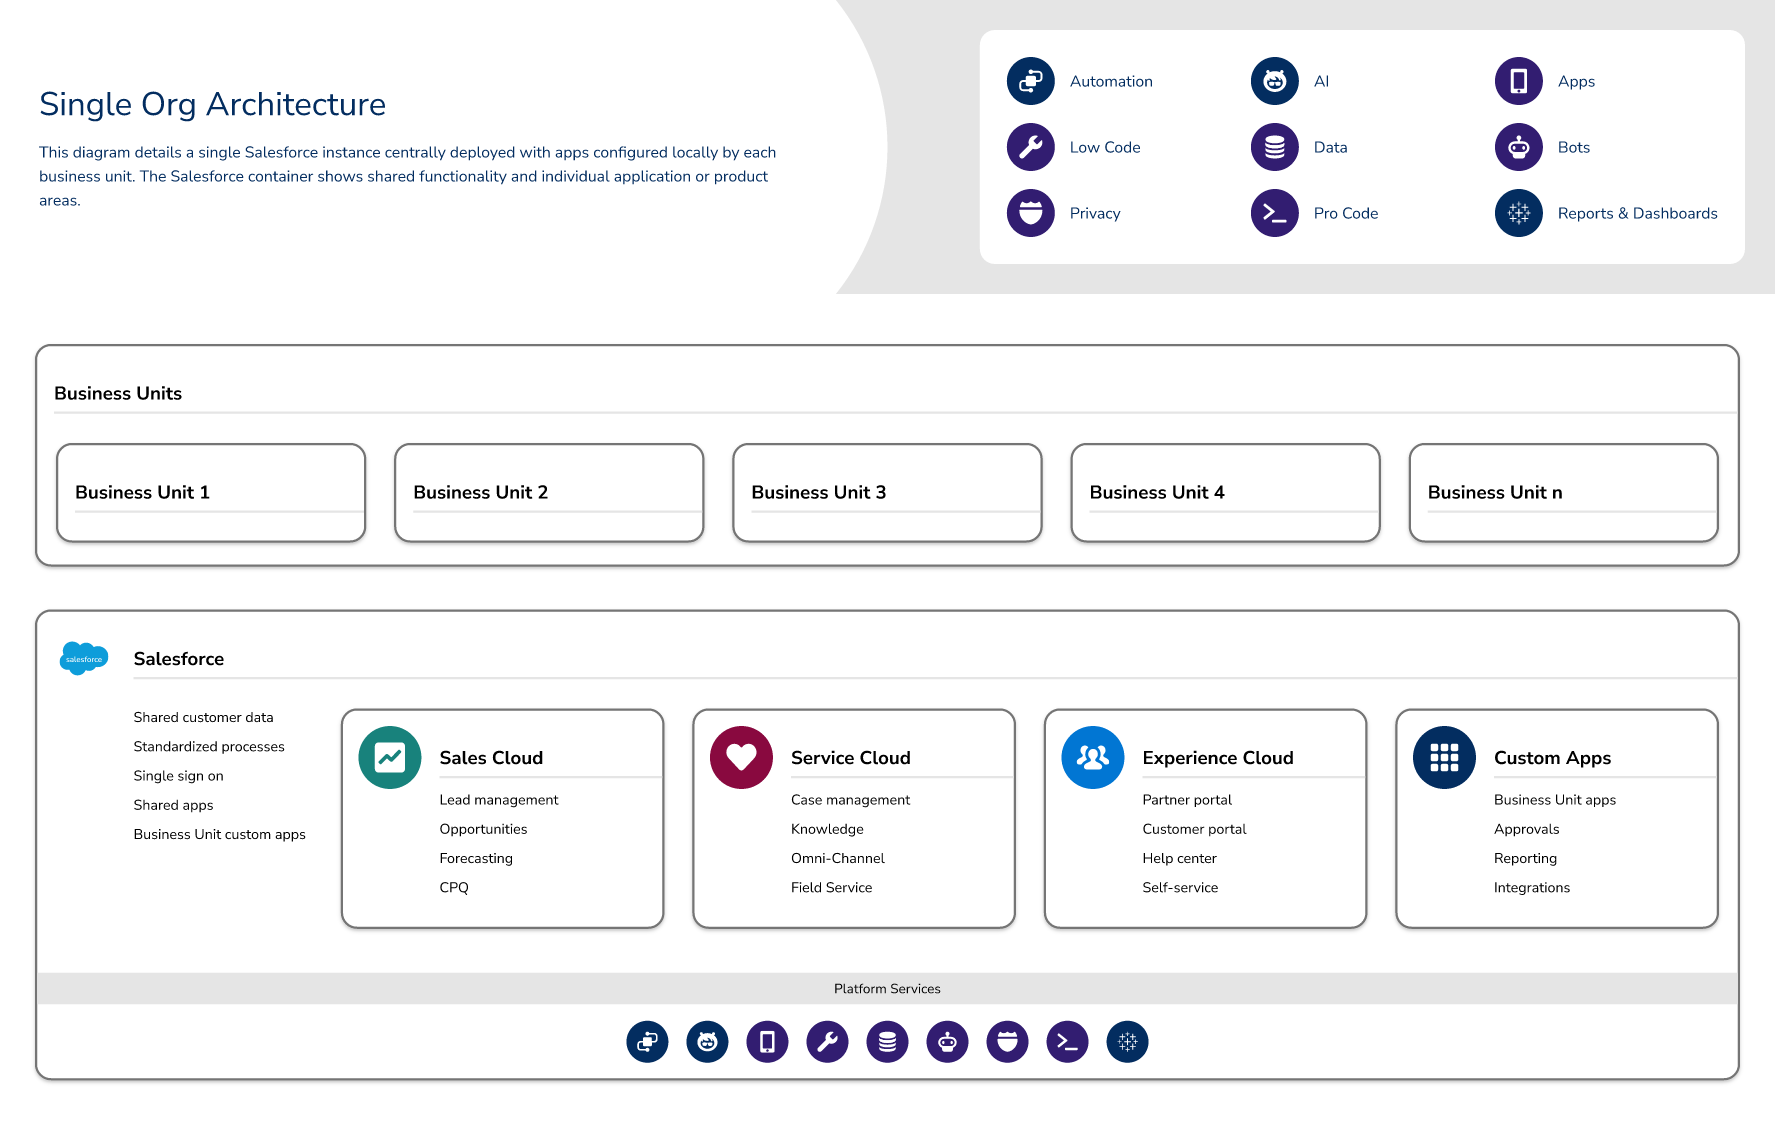 Single Org Architecture
This diagram details a single Salesforce instance centrally deployed with apps configured locally by each
business unit. The Salesforce container shows shared functionality and individual application or product
areas.
Automation
AI
Apps
Low Code
Data
Bots
Privacy
Pro Code
Reports & Dashboards
Business Units
Business Unit 1
Business Unit 2
Business Unit 3
Business Unit 4
Business Unit n
salesforce
Salesforce
Shared customer data
Standardized processes
Single sign on
Shared apps
Business Unit custom apps
Sales Cloud
Lead management
Opportunities
Forecasting
CPQ
Service Cloud
Case management
Knowledge
Omni-Channel
Field Service
Experience Cloud
Partner portal
Customer portal
Help center
Self-service
Custom Apps
Business Unit apps
Approvals
Reporting
Integrations
Platform Services